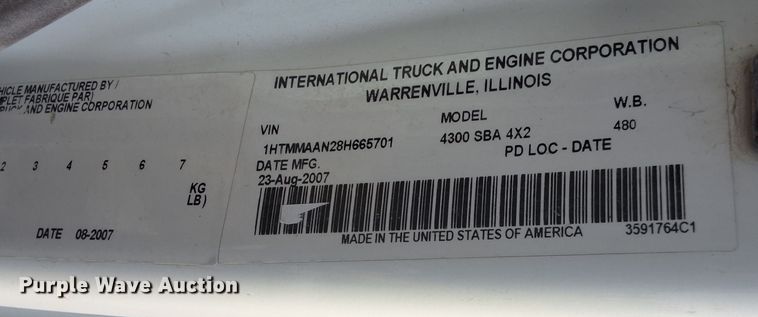 HICLE MANUFACTURED BY /
MPLET FABRIQUE PAR)
TRUCK AND ENGINE CORPORATION
2 3 4 5 6 7
KG
LB)
DATE 08-2007
INTERNATIONAL TRUCK AND ENGINE CORPORATION
WARRENVILLE, ILLINOIS
VIN MODEL W.B.
1HTMMAAN28H665701 4300 SBA 4X2 480
DATE MFG. PD LOC - DATE
23-Aug-2007
MADE IN THE UNITED STATES OF AMERICA 3591764C1
Purple Wave Auction